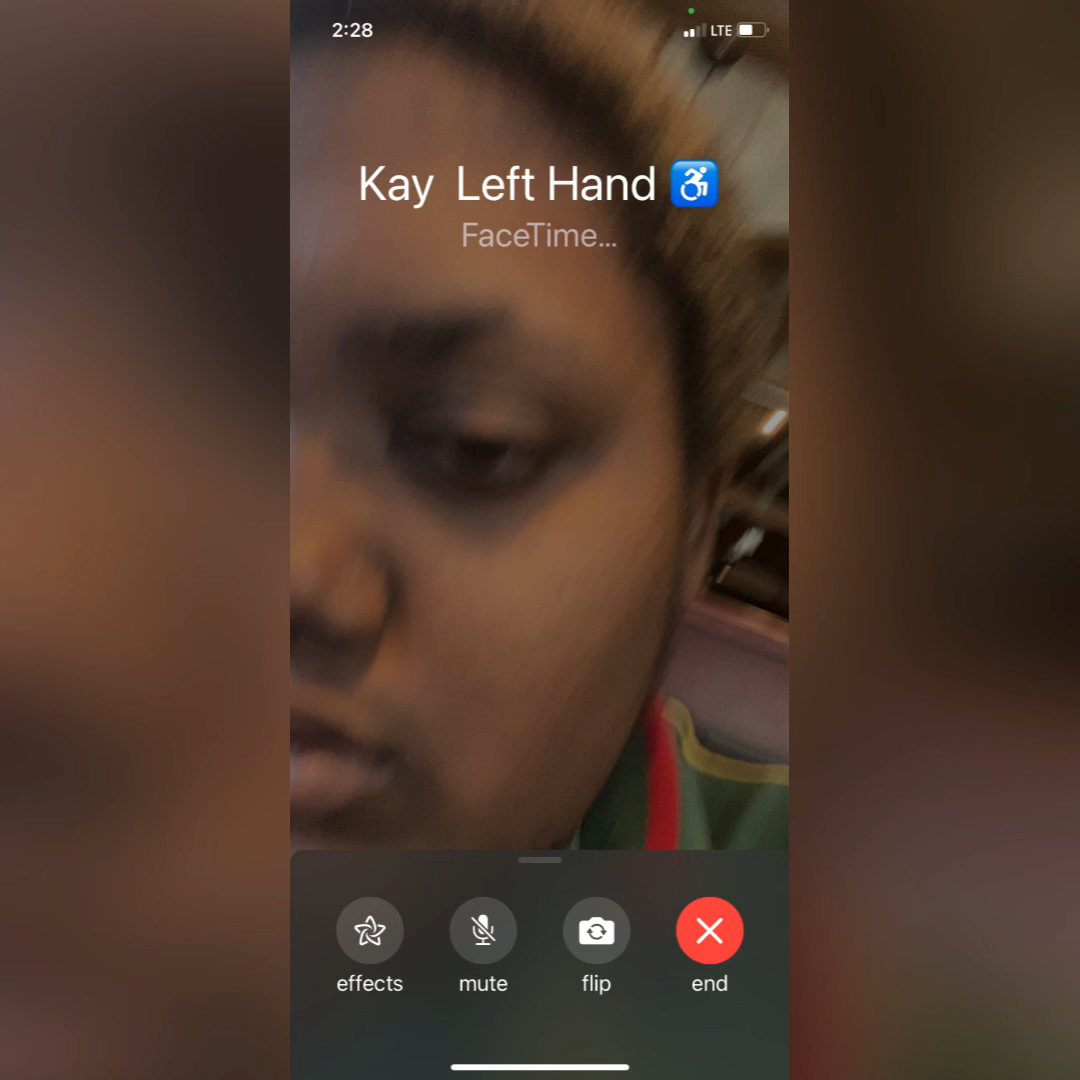 2:28 LTE
Kay Left Hand ♿
FaceTime...
effects mute flip end